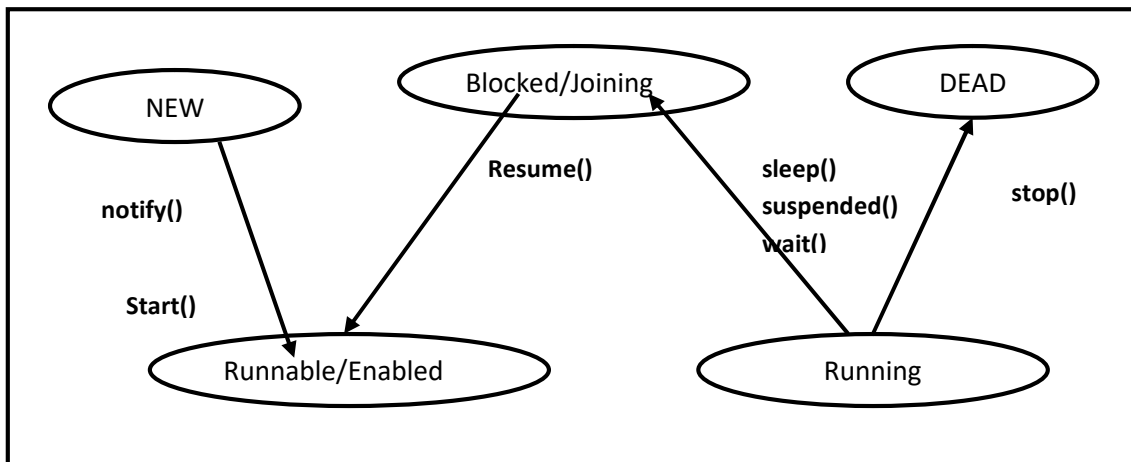 NEW
Blocked/Joining
DEAD
notify()
Resume()
sleep()
suspended()
wait()
stop()
Start()
Runnable/Enabled
Running